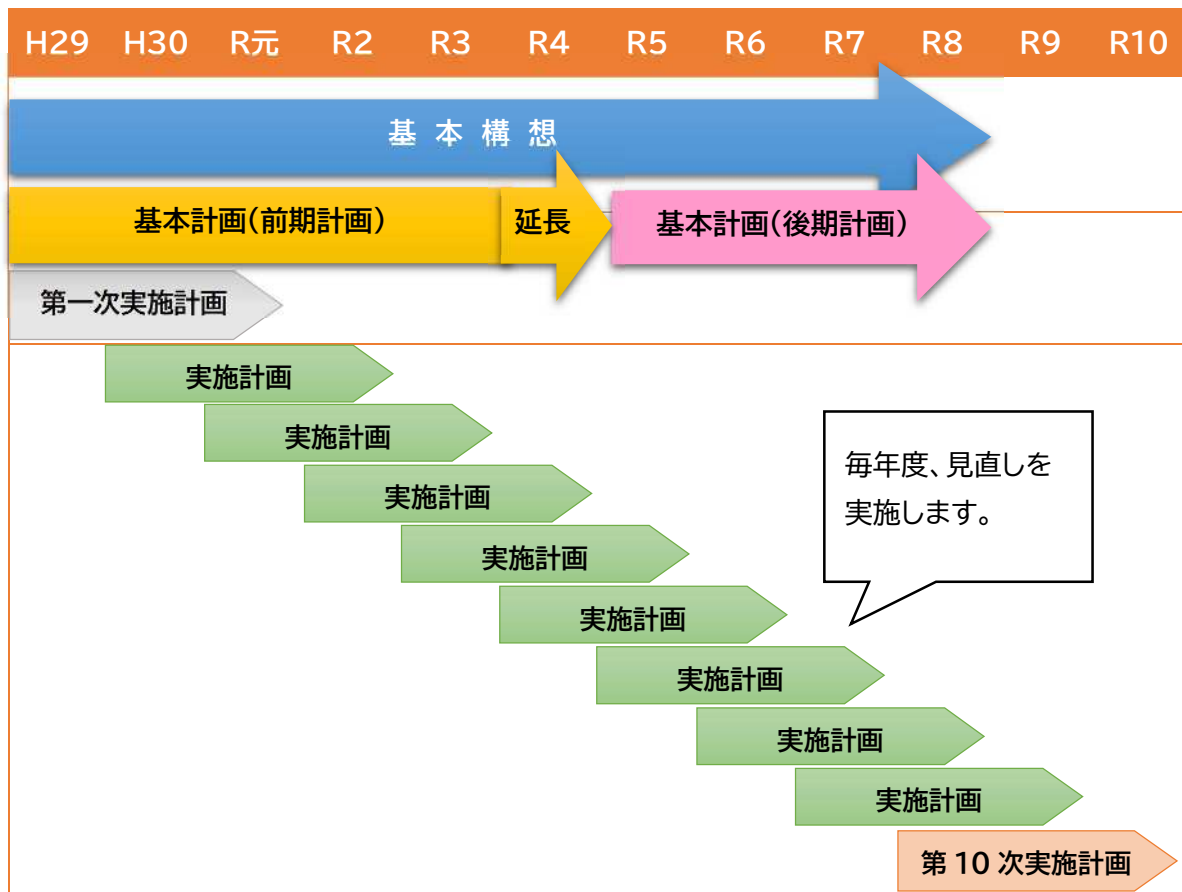 H29 H30 R元 R2 R3 R4 R5 R6 R7 R8 R9 R10
基本構想
基本計画(前期計画) 延長 基本計画(後期計画)
第一次実施計画
実施計画
実施計画
毎年度、見直しを
実施します。
実施計画
実施計画
実施計画
実施計画
実施計画
実施計画
第10次実施計画